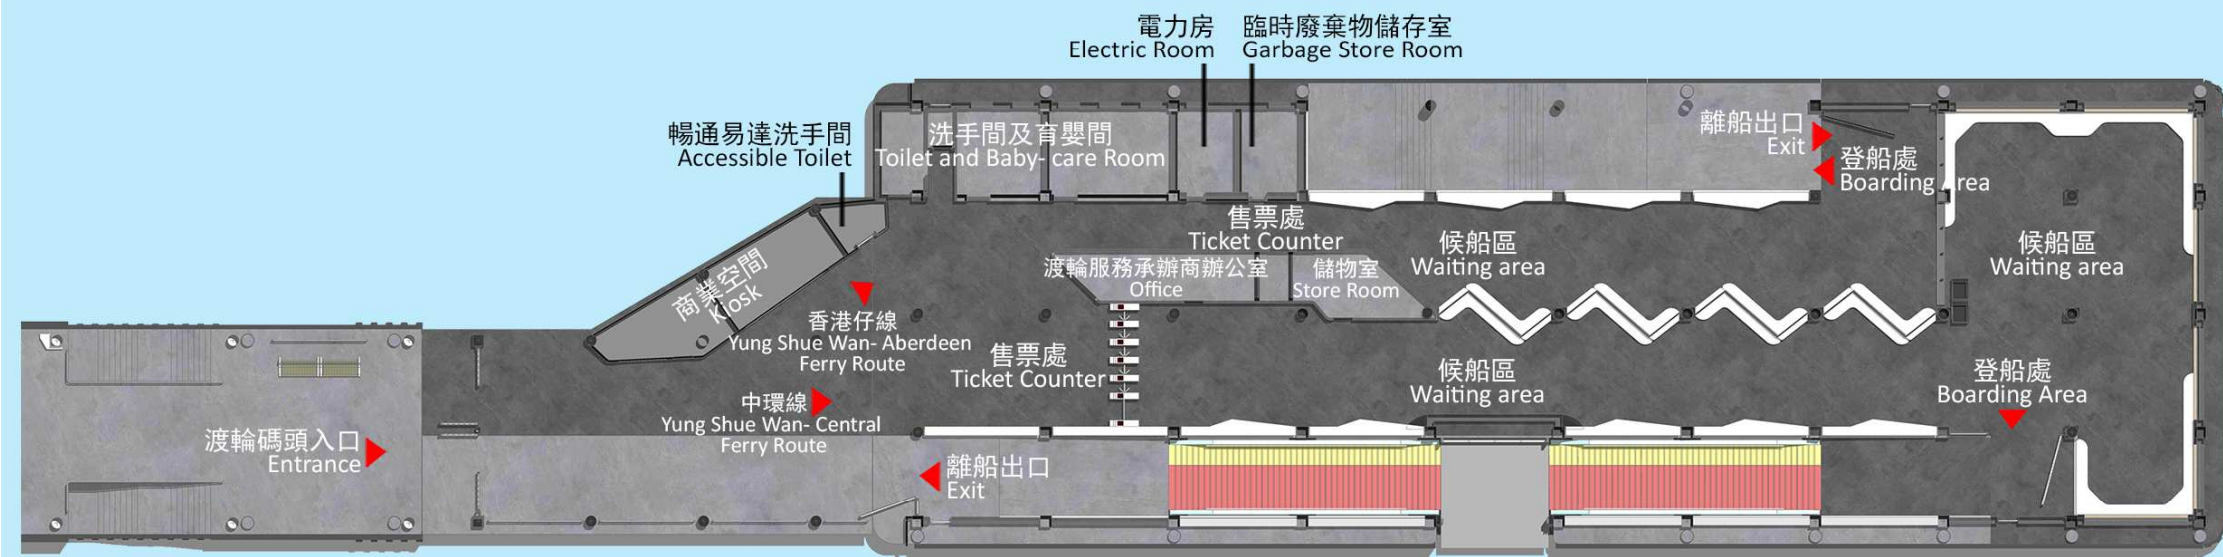 電力房
Electric Room
臨時廢棄物儲存室
Garbage Store Room
暢通易達洗手間
Accessible Toilet
洗手間及育嬰間
Toilet and Baby- care Room
離船出口
Exit
登船處
Boarding Area
售票處
Ticket Counter
候船區
Waiting area
候船區
Waiting area
渡輪服務承辦商辦公室
Office
儲物室
Store Room
商業空間
Kiosk
香港仔線
Yung Shue Wan- Aberdeen
Ferry Route
售票處
Ticket Counter
候船區
Waiting area
登船處
Boarding Area
中環線
Yung Shue Wan- Central
Ferry Route
渡輪碼頭入口
Entrance
離船出口
Exit